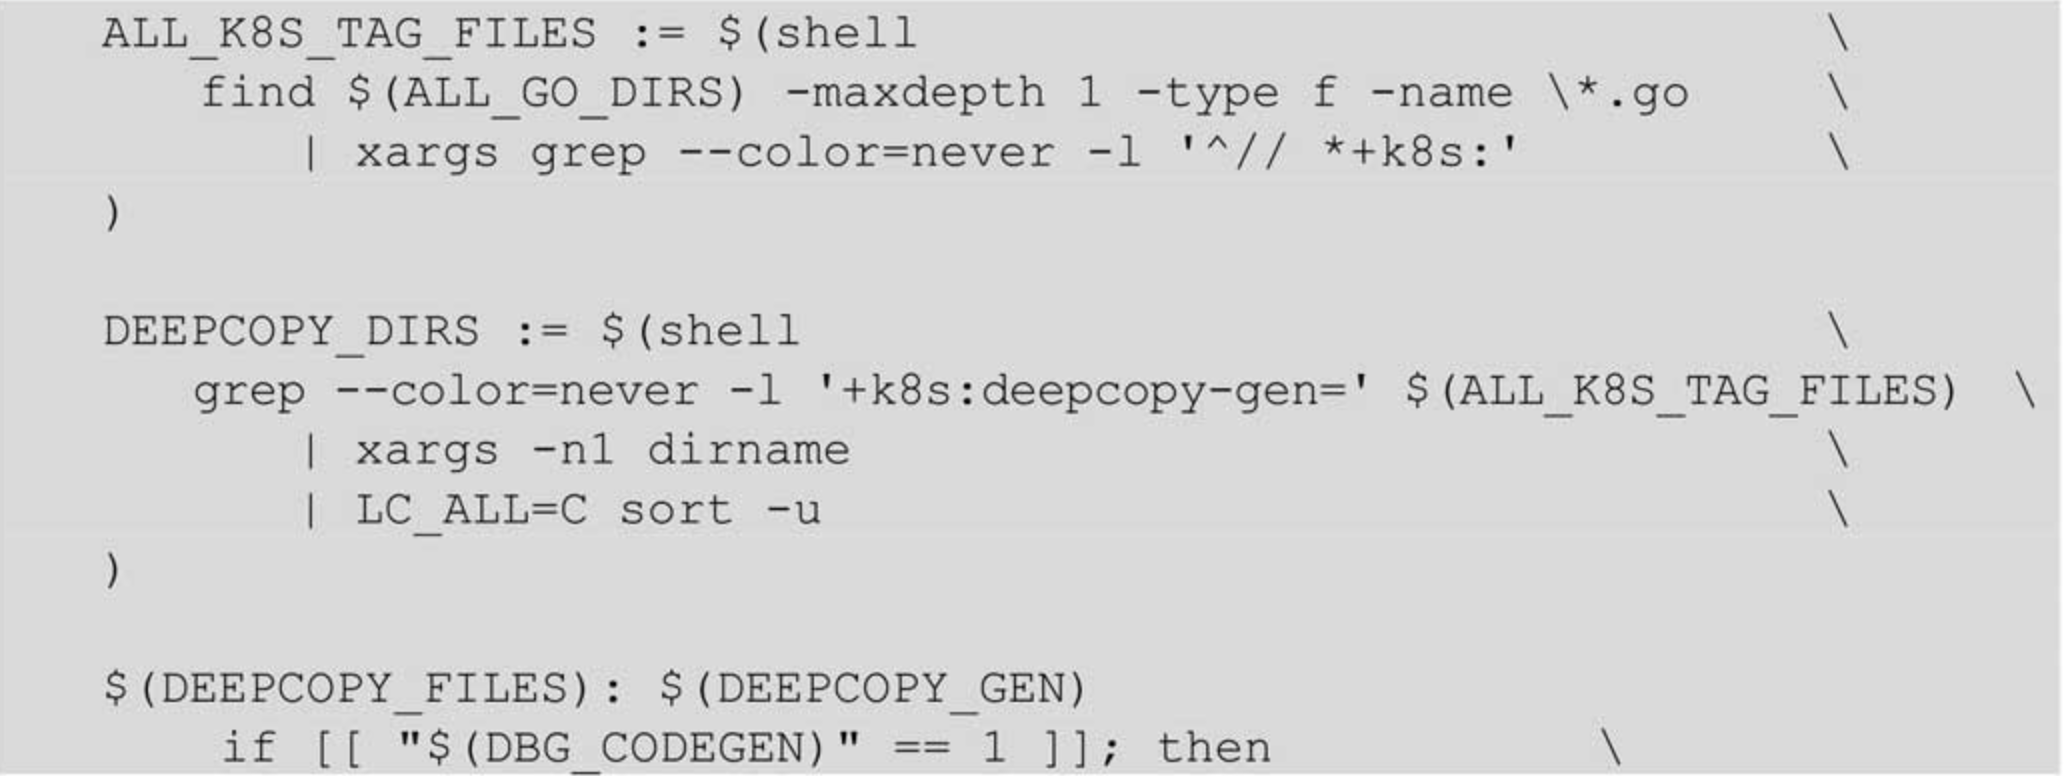 ALL_K8S_TAG_FILES := $(shell \
find $(ALL_GO_DIRS) -maxdepth 1 -type f -name \*.go \
| xargs grep --color=never -l '^// *+k8s:' \
)
DEEPCOPY_DIRS := $(shell \
grep --color=never -l '+k8s:deepcopy-gen=' $(ALL_K8S_TAG_FILES) \
| xargs -n1 dirname \
| LC_ALL=C sort -u \
)
$(DEEPCOPY_FILES): $(DEEPCOPY_GEN)
if [[ "$(DBG_CODEGEN)" == 1 ]]; then \